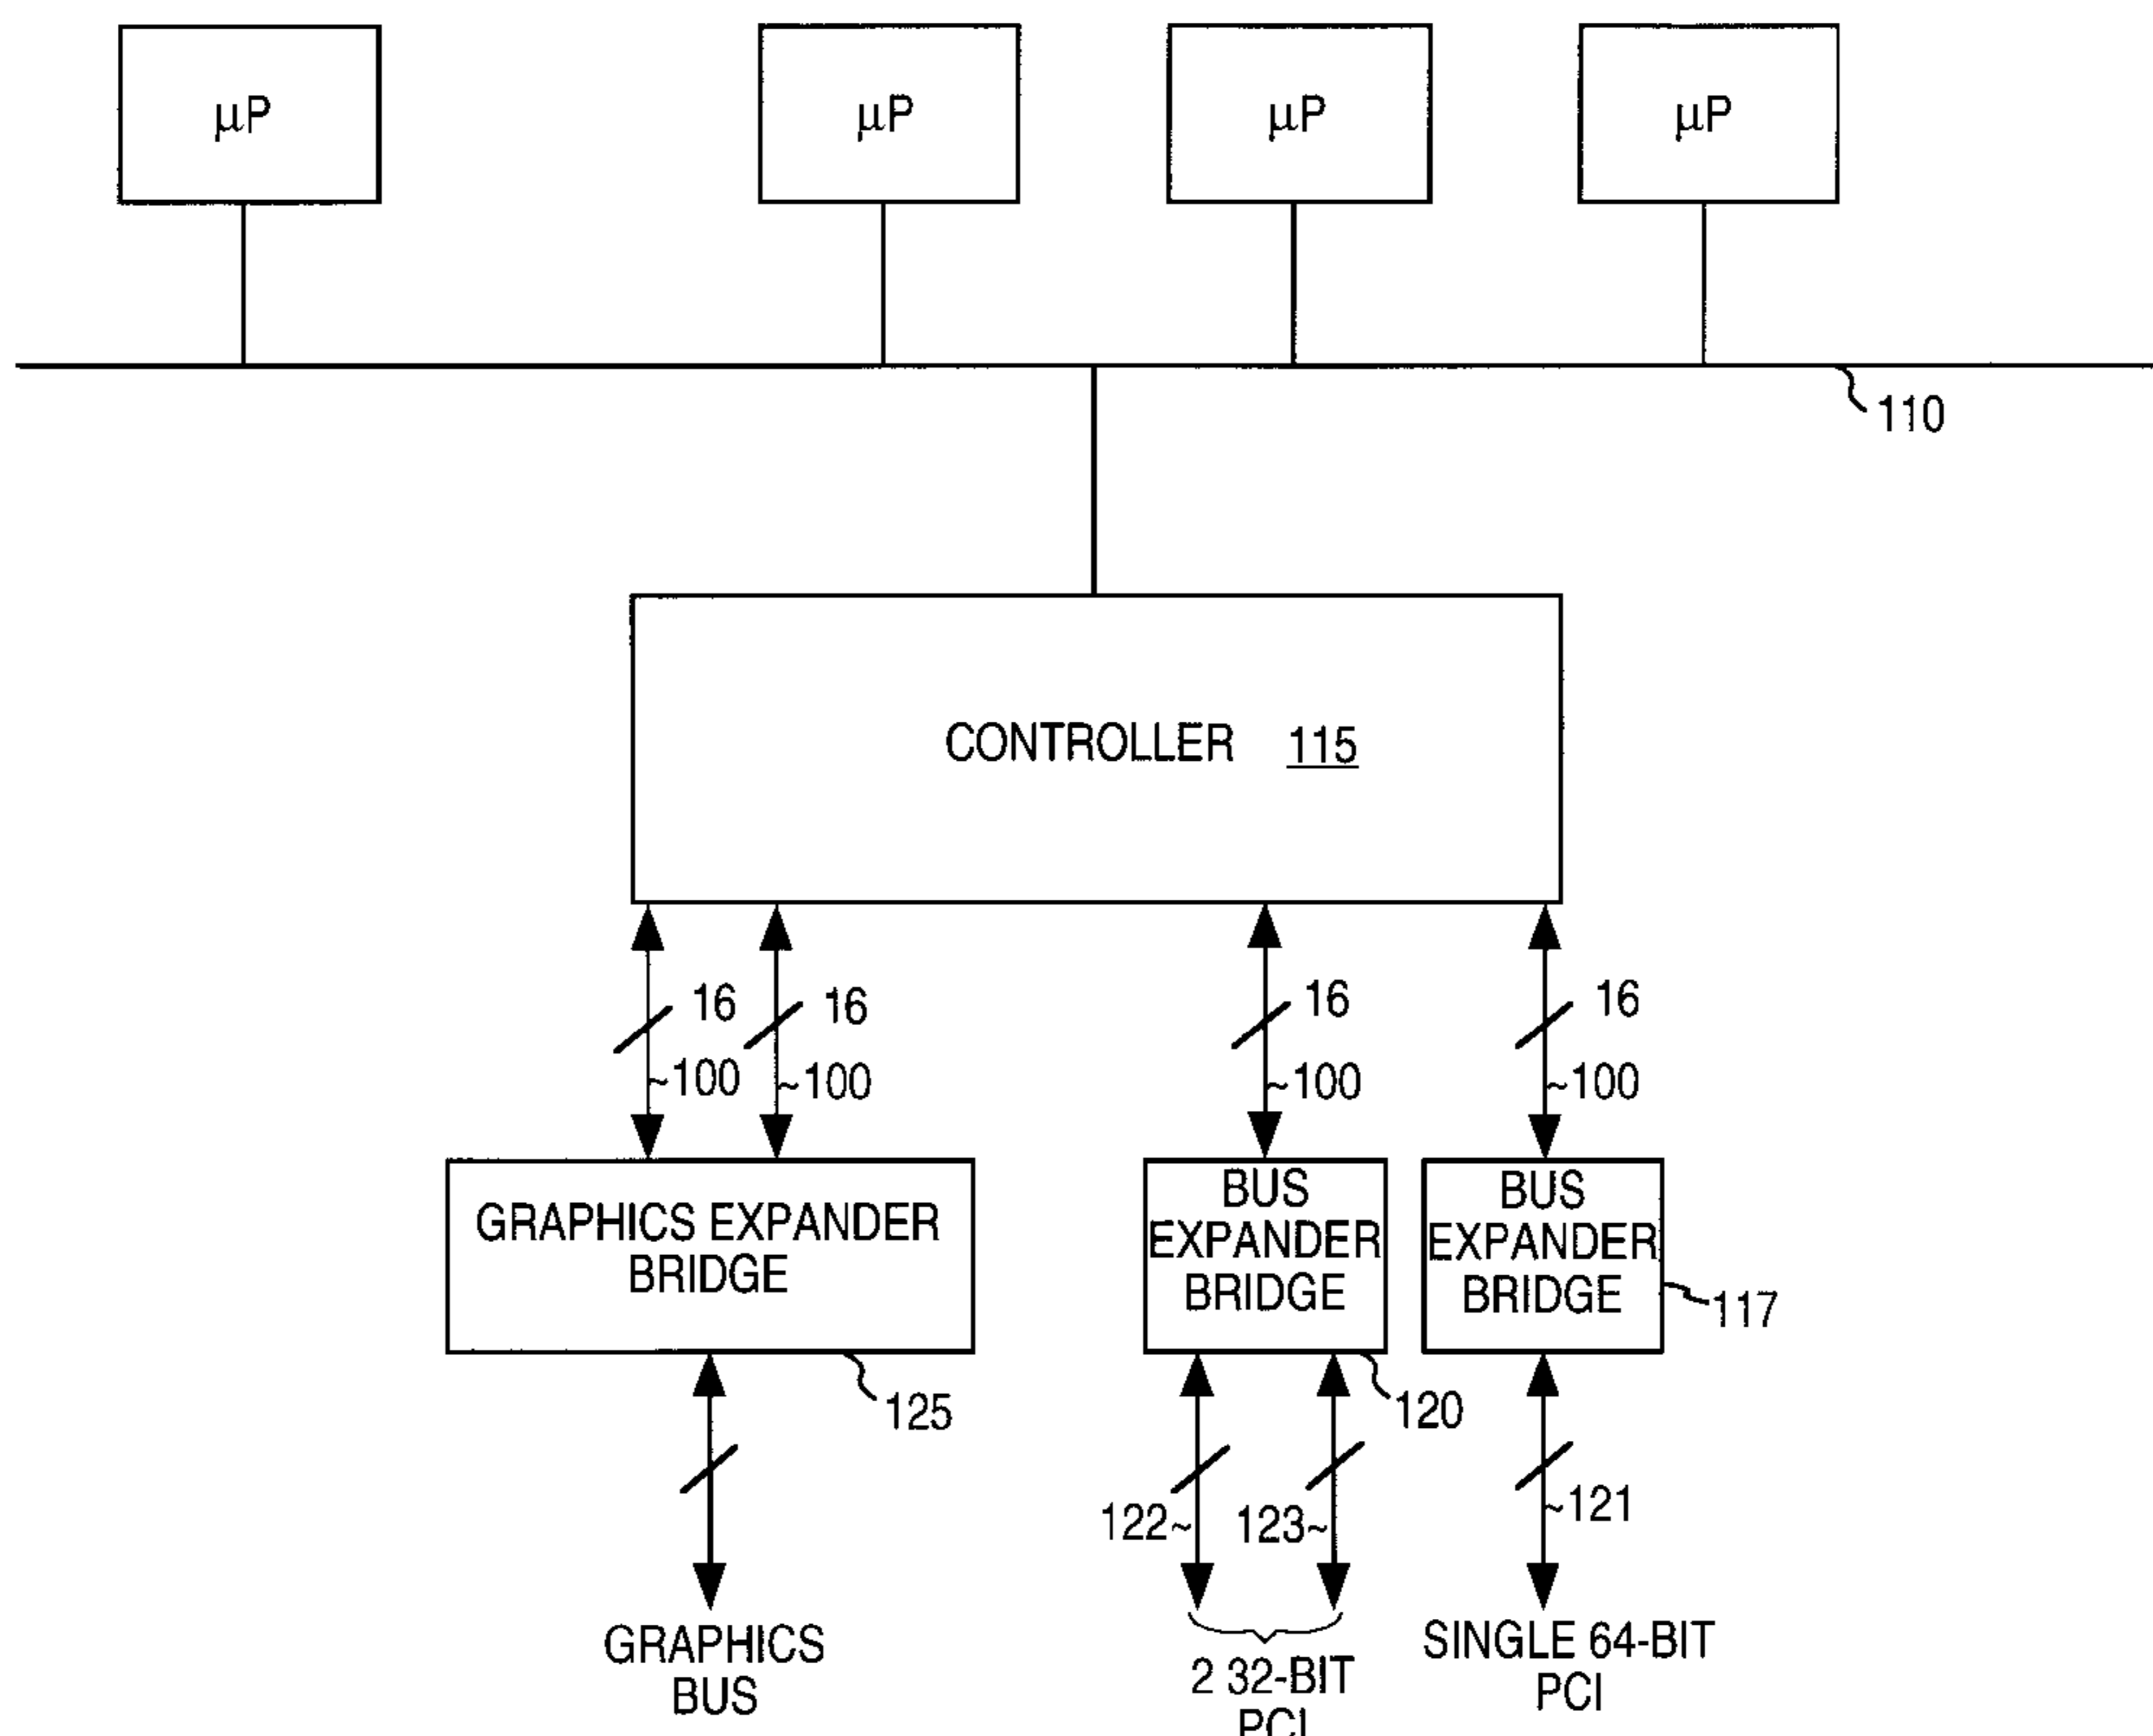 µP
µP
µP
µP
110
CONTROLLER 115
16
16
16
16
~100
~100
~100
~100
GRAPHICS EXPANDER
BRIDGE
BUS
EXPANDER
BRIDGE
BUS
EXPANDER
BRIDGE
117
125
120
122~
123~
~121
GRAPHICS
BUS
2 32-BIT
PCI
SINGLE 64-BIT
PCI